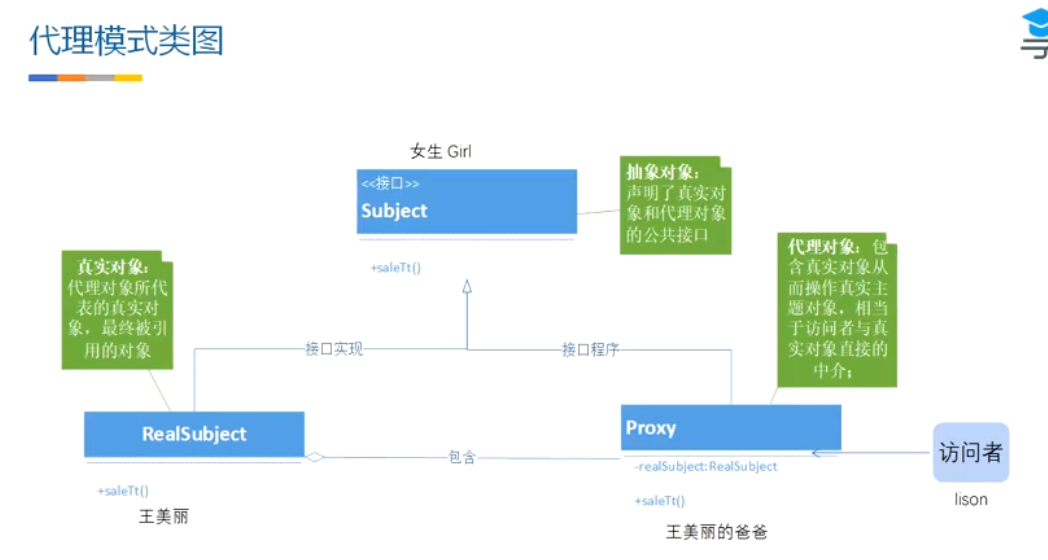 代理模式类图
女生 Girl
<<接口>>
Subject
+saleTt()
抽象对象：
声明了真实对
象和代理对象
的公共接口
真实对象：
代理对象所代
表的真实对
象，最终被引
用的对象
代理对象：包
含真实对象从
而操作真实主
题对象，相当
于访问者与真
实对象直接的
中介；
接口实现
接口程序
RealSubject
+saleTt()
王美丽
包含
Proxy
-realSubject:RealSubject
+saleTt()
王美丽的爸爸
访问者
lison